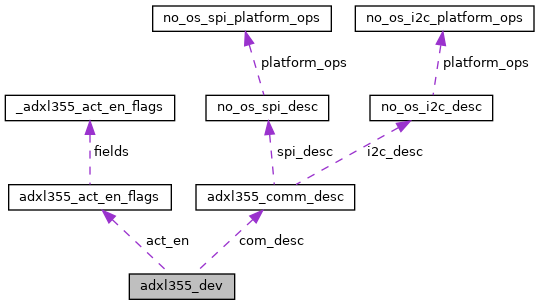 no_os_spi_platform_ops
no_os_i2c_platform_ops
platform_ops
platform_ops
_adxl355_act_en_flags
no_os_spi_desc
no_os_i2c_desc
fields
spi_desc
i2c_desc
adxl355_act_en_flags
adxl355_comm_desc
act_en
com_desc
adxl355_dev